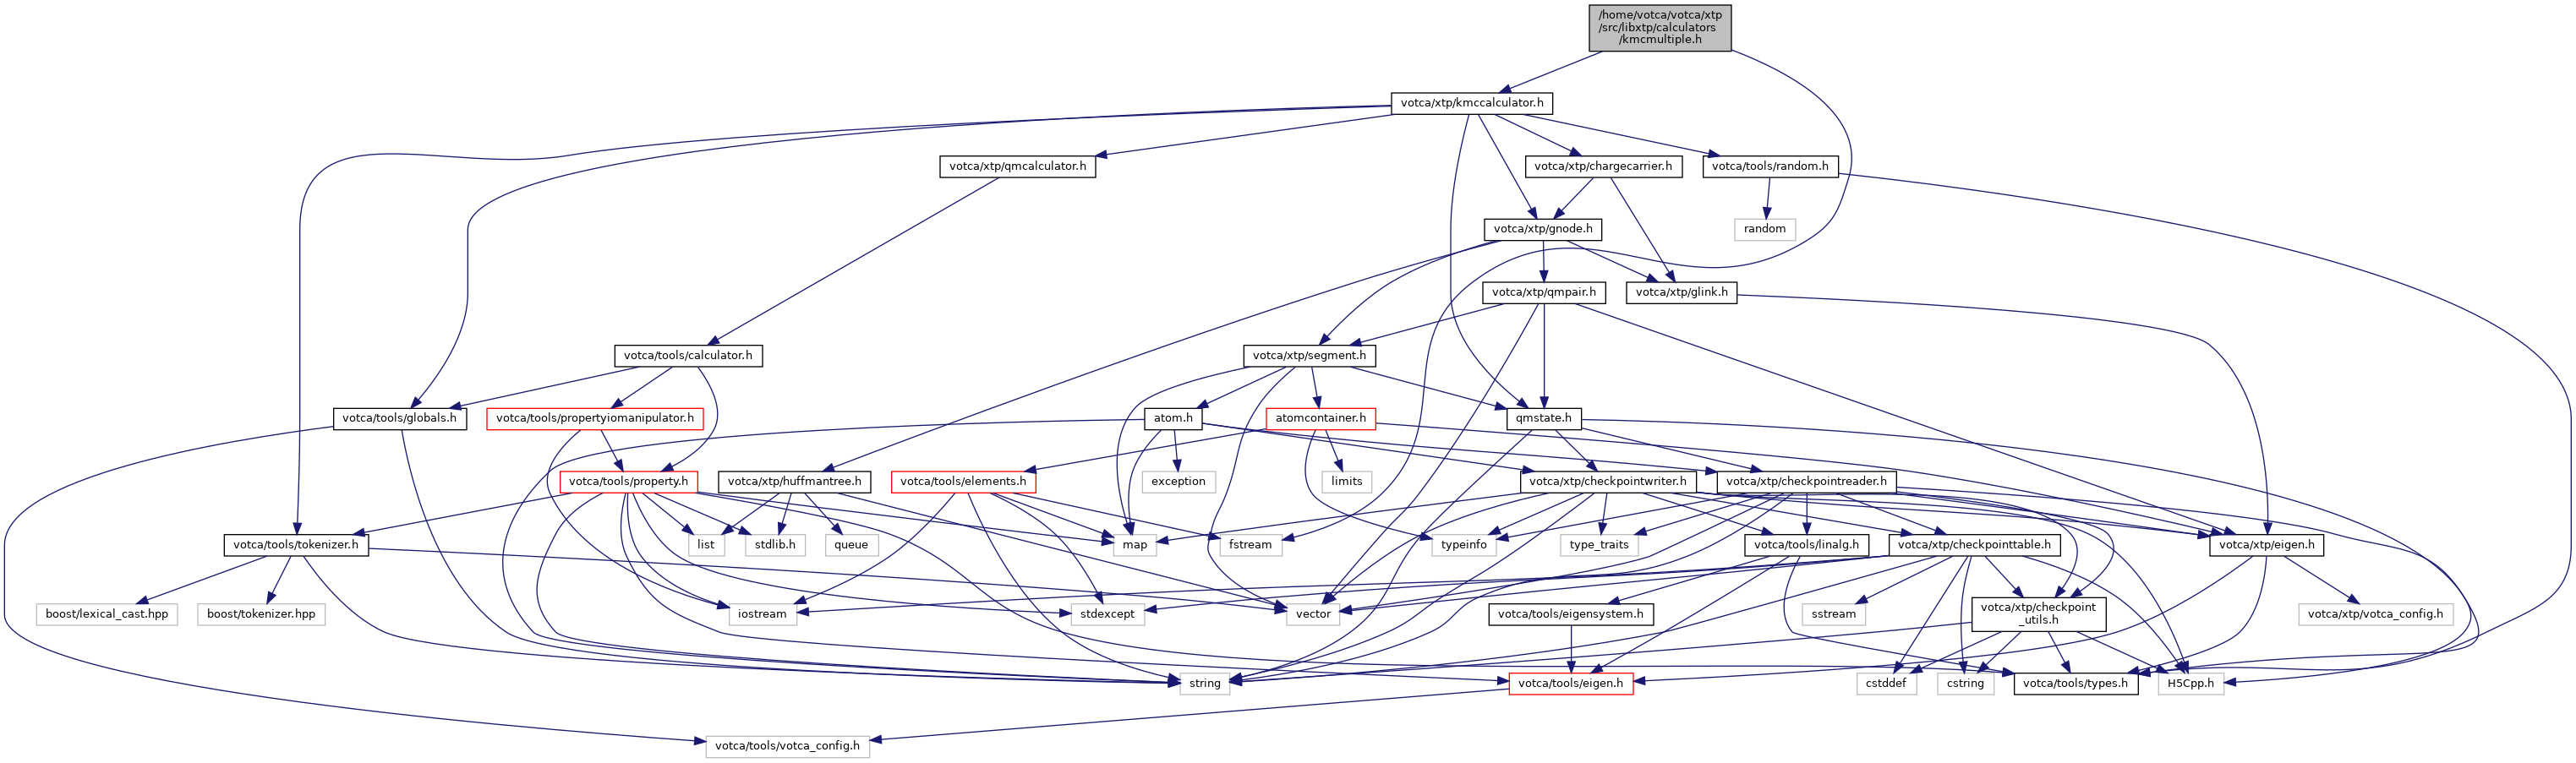 /home/votca/votca/xtp
/src/libxtp/calculators
/kmcmultiple.h
votca/xtp/kmccalculator.h
votca/xtp/qmcalculator.h
votca/xtp/chargecarrier.h
votca/tools/random.h
votca/xtp/gnode.h
random
votca/xtp/qmpair.h
votca/xtp/glink.h
votca/tools/calculator.h
votca/xtp/segment.h
votca/tools/globals.h
votca/tools/propertyiomanipulator.h
atom.h
atomcontainer.h
qmstate.h
votca/tools/property.h
votca/xtp/huffmantree.h
votca/tools/elements.h
exception
limits
votca/xtp/checkpointwriter.h
votca/xtp/checkpointreader.h
votca/tools/tokenizer.h
list
stdlib.h
queue
map
fstream
typeinfo
type_traits
votca/tools/linalg.h
votca/xtp/checkpointtable.h
votca/xtp/eigen.h
boost/lexical_cast.hpp
boost/tokenizer.hpp
iostream
stdexcept
vector
votca/tools/eigensystem.h
sstream
votca/xtp/checkpoint
_utils.h
votca/xtp/votca_config.h
string
votca/tools/eigen.h
cstddef
cstring
votca/tools/types.h
H5Cpp.h
votca/tools/votca_config.h